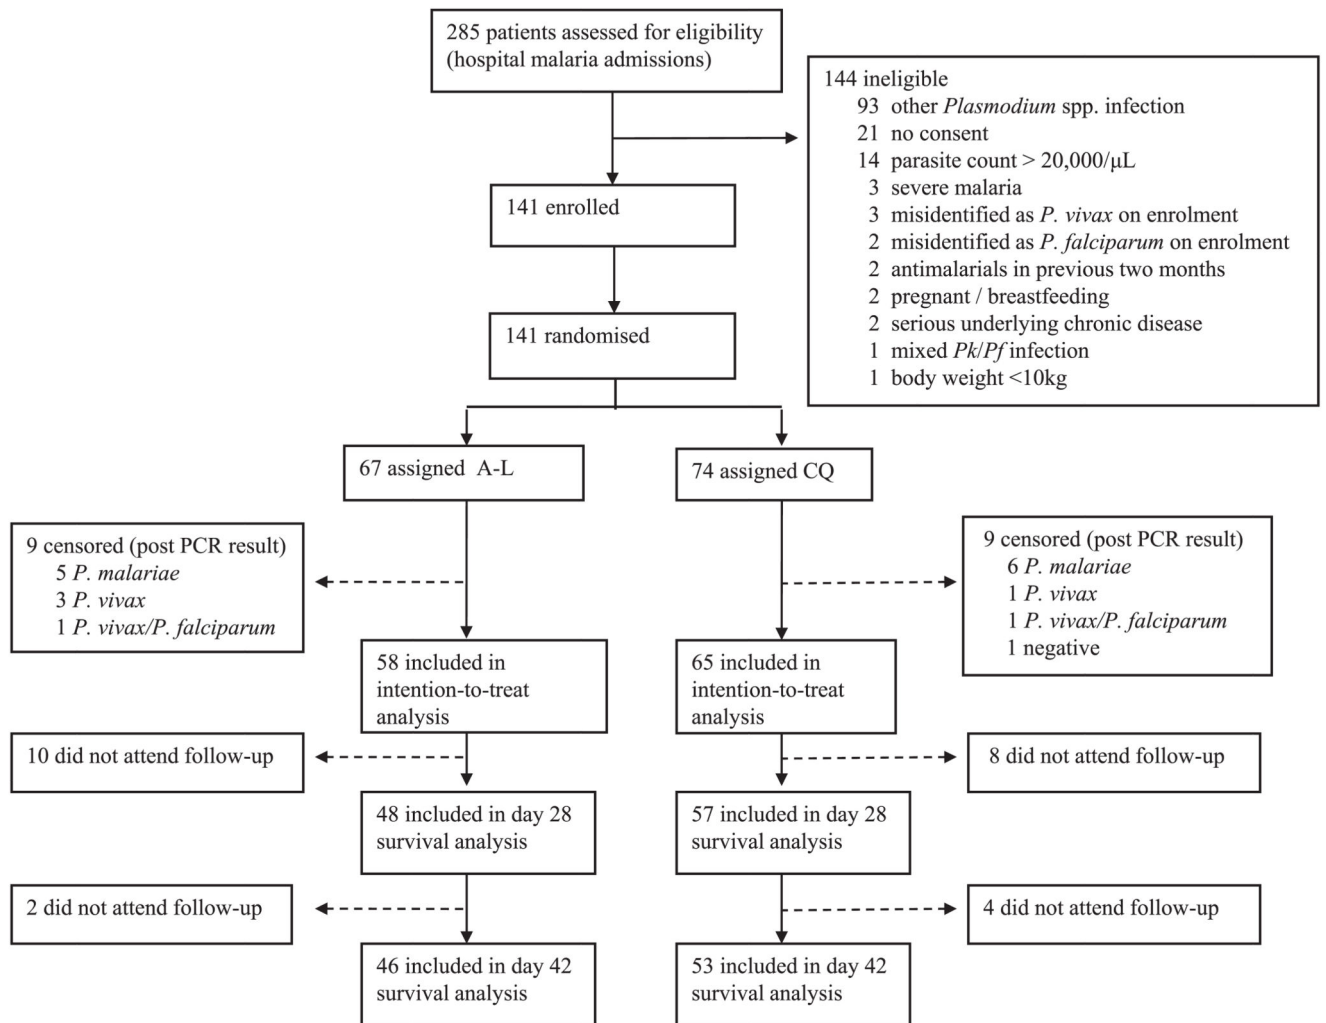 285 patients assessed for eligibility
(hospital malaria admissions)
144 ineligible
93 other Plasmodium spp. infection
21 no consent
14 parasite count > 20,000/μL
3 severe malaria
3 misidentified as P. vivax on enrolment
2 misidentified as P. falciparum on enrolment
2 antimalarials in previous two months
2 pregnant / breastfeeding
2 serious underlying chronic disease
1 mixed Pk/Pf infection
1 body weight <10kg
141 enrolled
141 randomised
67 assigned A-L
74 assigned CQ
9 censored (post PCR result)
5 P. malariae
3 P. vivax
1 P. vivax/P. falciparum
9 censored (post PCR result)
6 P. malariae
1 P. vivax
1 P. vivax/P. falciparum
1 negative
58 included in
intention-to-treat
analysis
65 included in
intention-to-treat
analysis
10 did not attend follow-up
8 did not attend follow-up
48 included in day 28
survival analysis
57 included in day 28
survival analysis
2 did not attend follow-up
4 did not attend follow-up
46 included in day 42
survival analysis
53 included in day 42
survival analysis